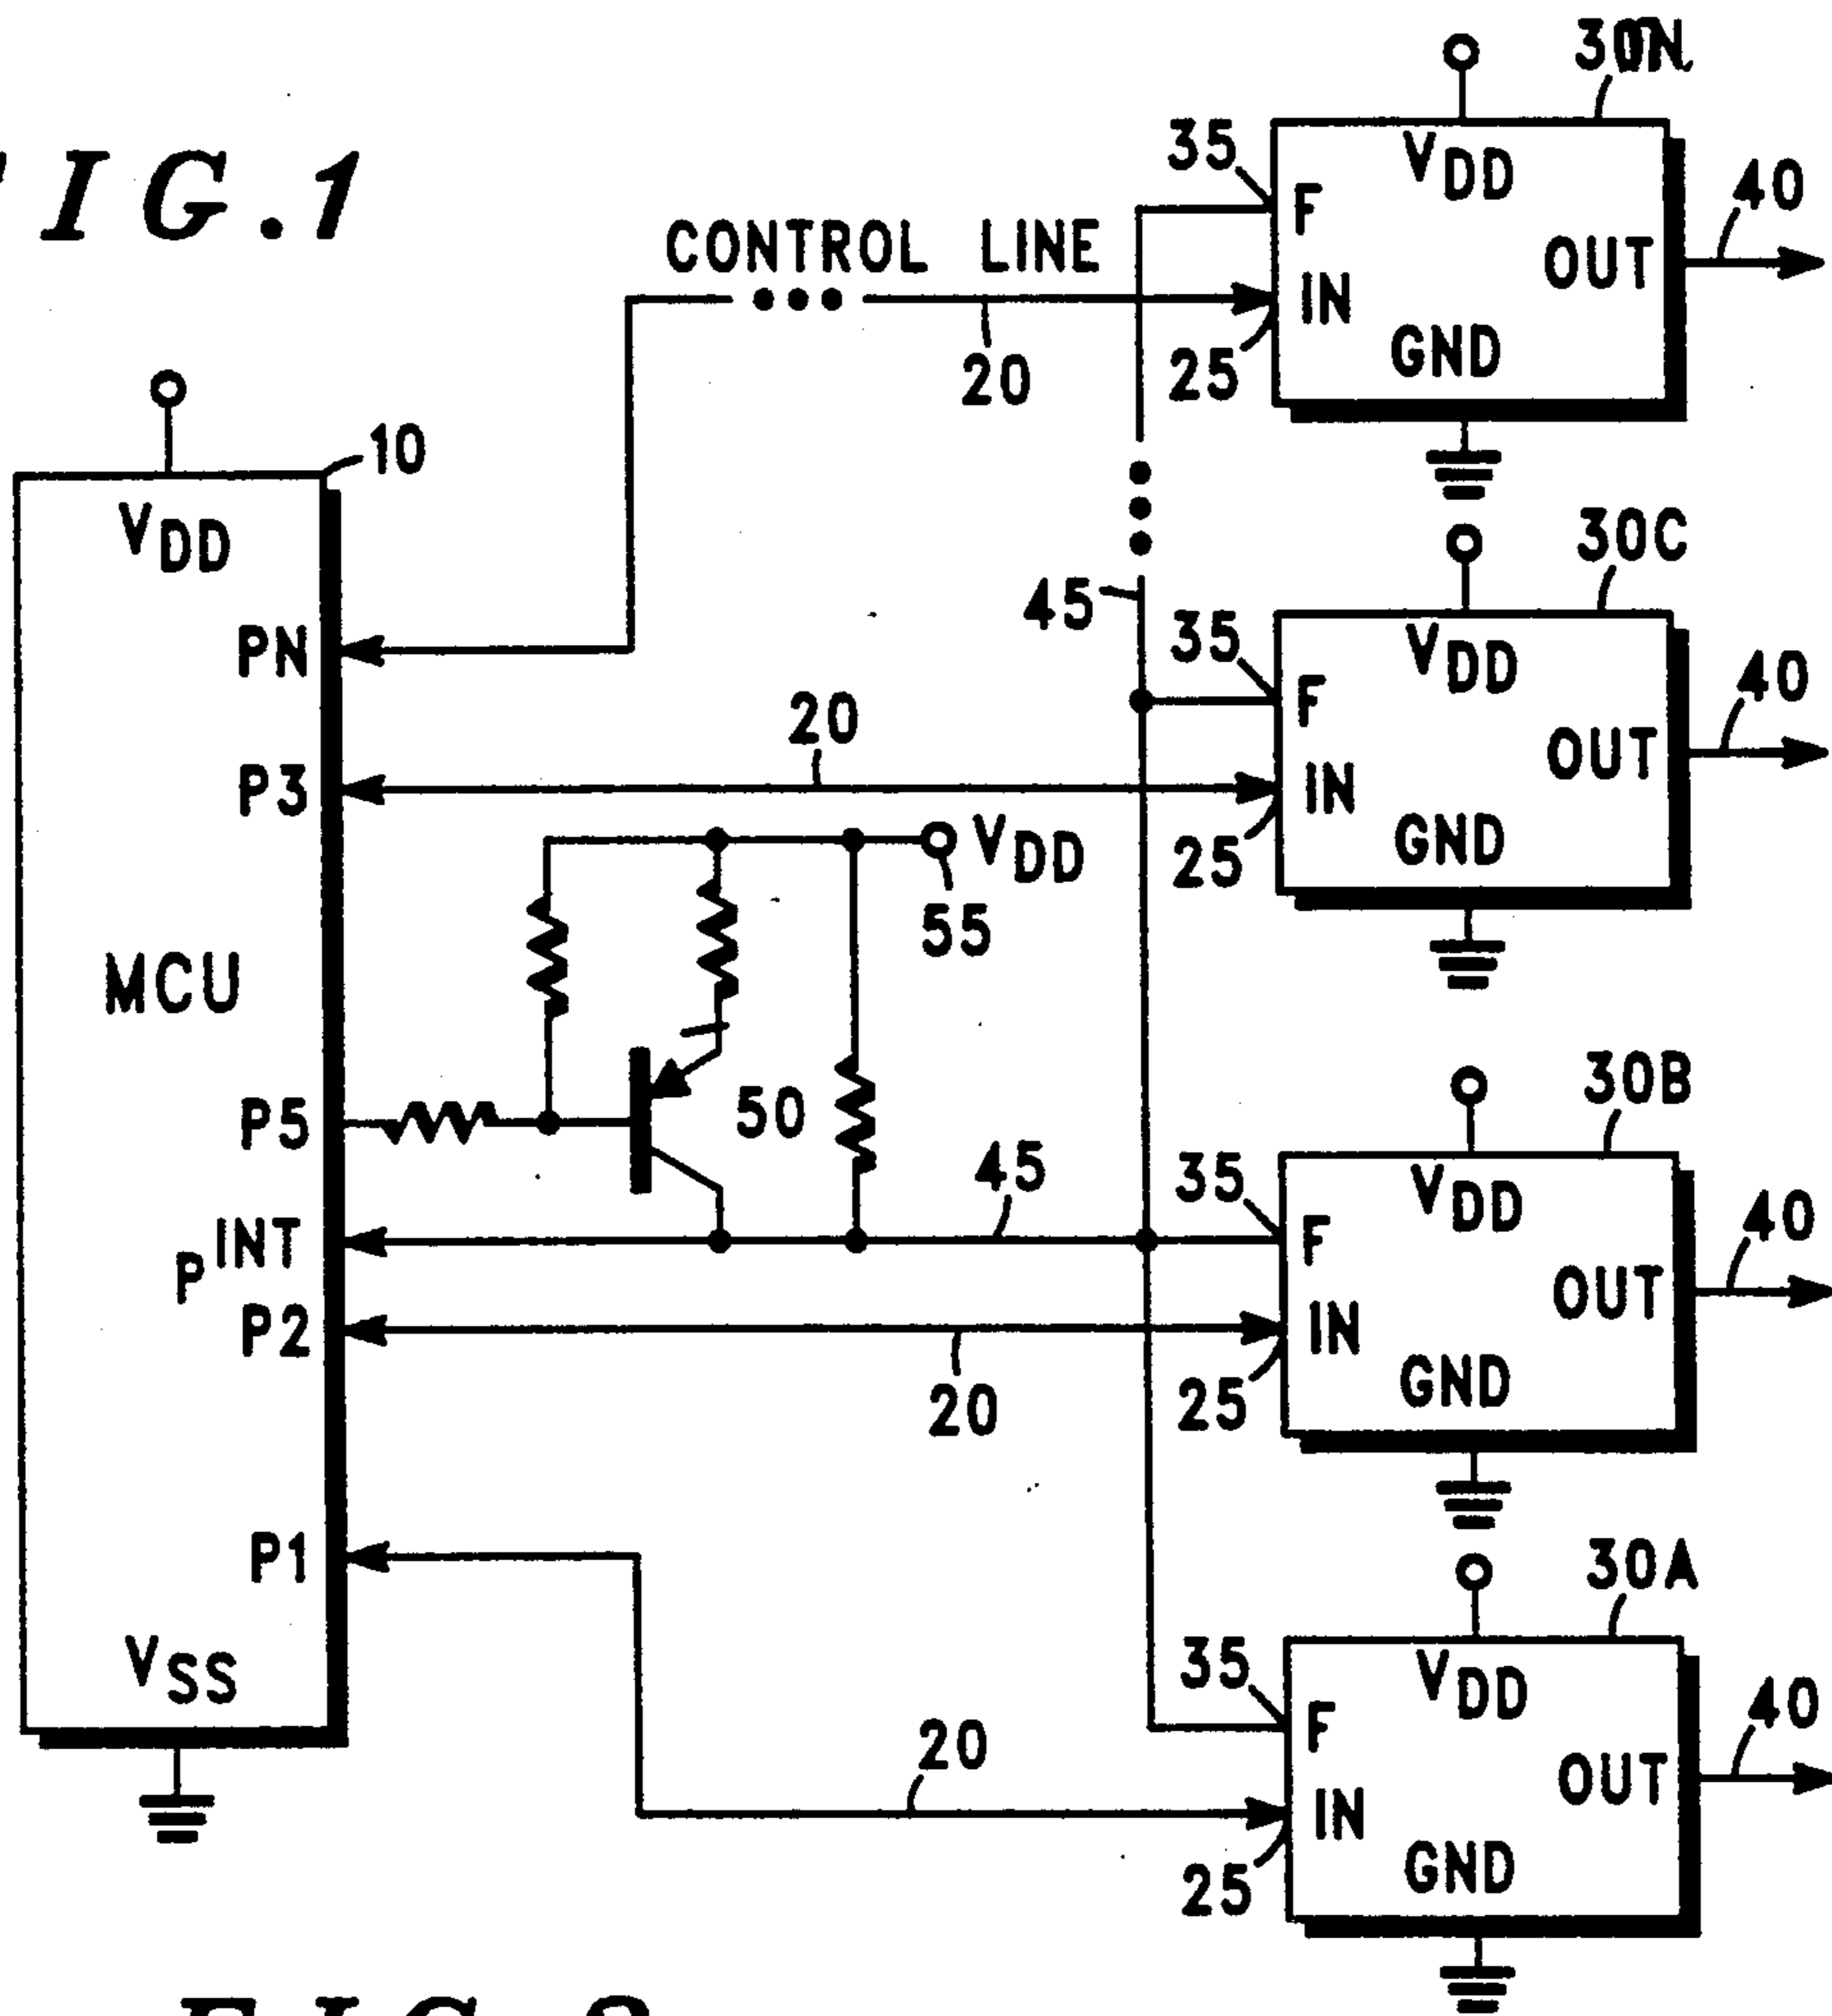 FIG.1
30N
35
VDD
F
40
CONTROL LINE
OUT
IN
20
25
GND
10
VDD
30C
45
35
VDD
F
40
PN
20
OUT
P3
IN
VDD
25
GND
55
MCU
30B
P5
50
45
35
VDD
F
40
PINT
OUT
P2
IN
20
25
GND
P1
30A
35
VDD
F
40
VSS
20
OUT
IN
25
GND